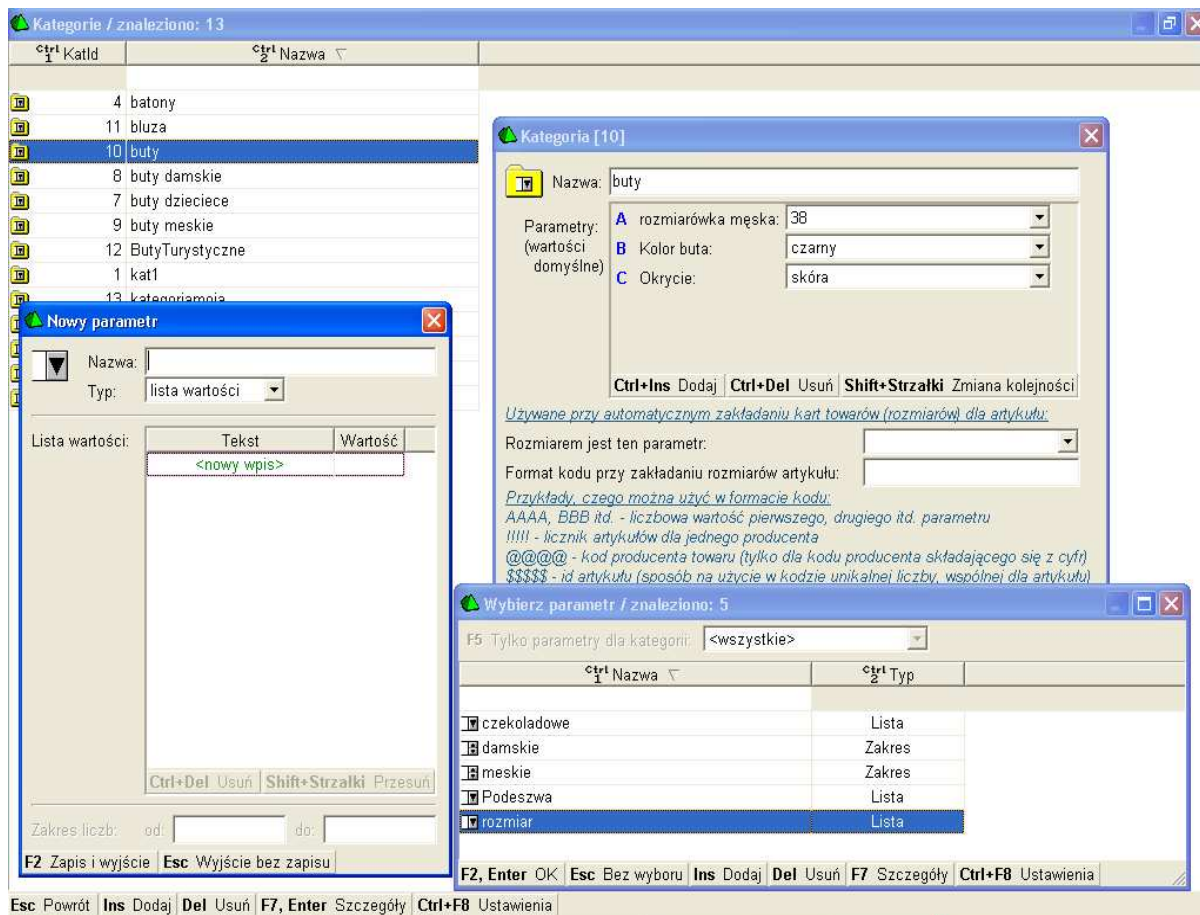 Kategorie / znaleziono: 13
Ctrl 1 KatId Ctrl 2 Nazwa
4 batony
11 bluza
10 buty
8 buty damskie
7 buty dzieciece
9 buty meskie
12 ButyTurystyczne
1 kat1
13 kategoriamoja
Kategoria [10]
Nazwa: buty
Parametry:
(wartości
domyślne)
A rozmiarówka męska: 38
B Kolor buta: czarny
C Okrycie: skóra
Ctrl+Ins Dodaj Ctrl+Del Usuń Shift+Strzałki Zmiana kolejności
Używane przy automatycznym zakładaniu kart towarów (rozmiarów) dla artykułu:
Rozmiarem jest ten parametr:
Format kodu przy zakładaniu rozmiarów artykułu:
Przykłady, czego można użyć w formacie kodu:
AAAA, BBB itd. - liczbowa wartość pierwszego, drugiego itd. parametru
!!!!! - licznik artykułów dla jednego producenta
@@@@ - kod producenta towaru (tylko dla kodu producenta składającego się z cyfr)
$$$$$ - id artykułu (sposób na użycie w kodzie unikalnej liczby, wspólnej dla artykułu)
Nowy parametr
Nazwa:
Typ: lista wartości
Lista wartości: Tekst Wartość
<nowy wpis>
Ctrl+Del Usuń Shift+Strzałki Przesuń
Zakres liczb: od: do:
F2 Zapis i wyjście Esc Wyjście bez zapisu
Wybierz parametr / znaleziono: 5
F5 Tylko parametry dla kategorii: <wszystkie>
Ctrl 1 Nazwa Ctrl 2 Typ
czekoladowe Lista
damskie Zakres
meskie Zakres
Podeszwa Lista
rozmiar Lista
F2, Enter OK Esc Bez wyboru Ins Dodaj Del Usuń F7 Szczegóły Ctrl+F8 Ustawienia
Esc Powrót Ins Dodaj Del Usuń F7, Enter Szczegóły Ctrl+F8 Ustawienia